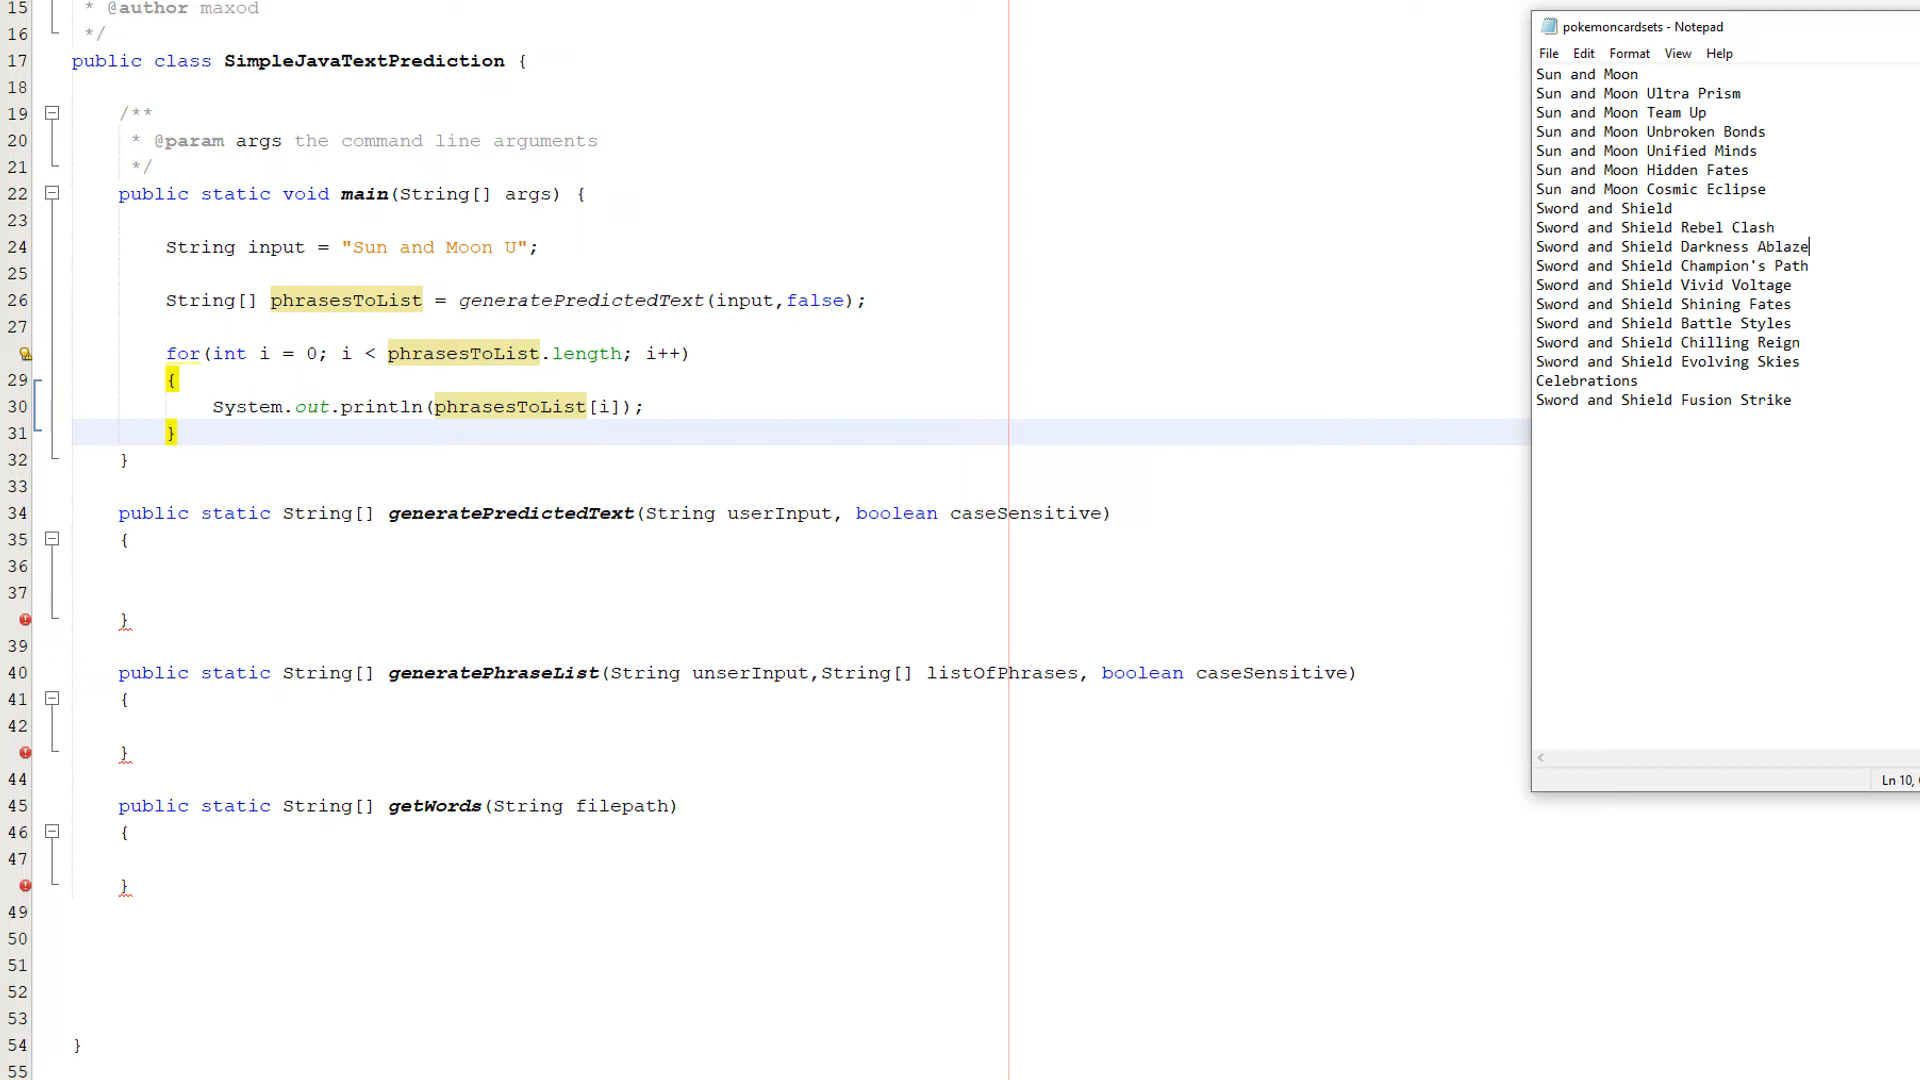 15 * @author maxod
16 */
17 public class SimpleJavaTextPrediction {
18
19 /**
20 * @param args the command line arguments
21 */
22 public static void main(String[] args) {
23
24 String input = "Sun and Moon U";
25
26 String[] phrasesToList = generatePredictedText(input,false);
27
for(int i = 0; i < phrasesToList.length; i++)
29 {
30 System.out.println(phrasesToList[i]);
31 }
32 }
33
34 public static String[] generatePredictedText(String userInput, boolean caseSensitive)
35 {
36
37
}
39
40 public static String[] generatePhraseList(String unserInput,String[] listOfPhrases, boolean caseSensitive)
41 {
42
}
44
45 public static String[] getWords(String filepath)
46 {
47
}
49
50
51
52
53
54 }
55
pokemoncardsets - Notepad
File Edit Format View Help
Sun and Moon
Sun and Moon Ultra Prism
Sun and Moon Team Up
Sun and Moon Unbroken Bonds
Sun and Moon Unified Minds
Sun and Moon Hidden Fates
Sun and Moon Cosmic Eclipse
Sword and Shield
Sword and Shield Rebel Clash
Sword and Shield Darkness Ablaze
Sword and Shield Champion's Path
Sword and Shield Vivid Voltage
Sword and Shield Shining Fates
Sword and Shield Battle Styles
Sword and Shield Chilling Reign
Sword and Shield Evolving Skies
Celebrations
Sword and Shield Fusion Strike
Ln 10,